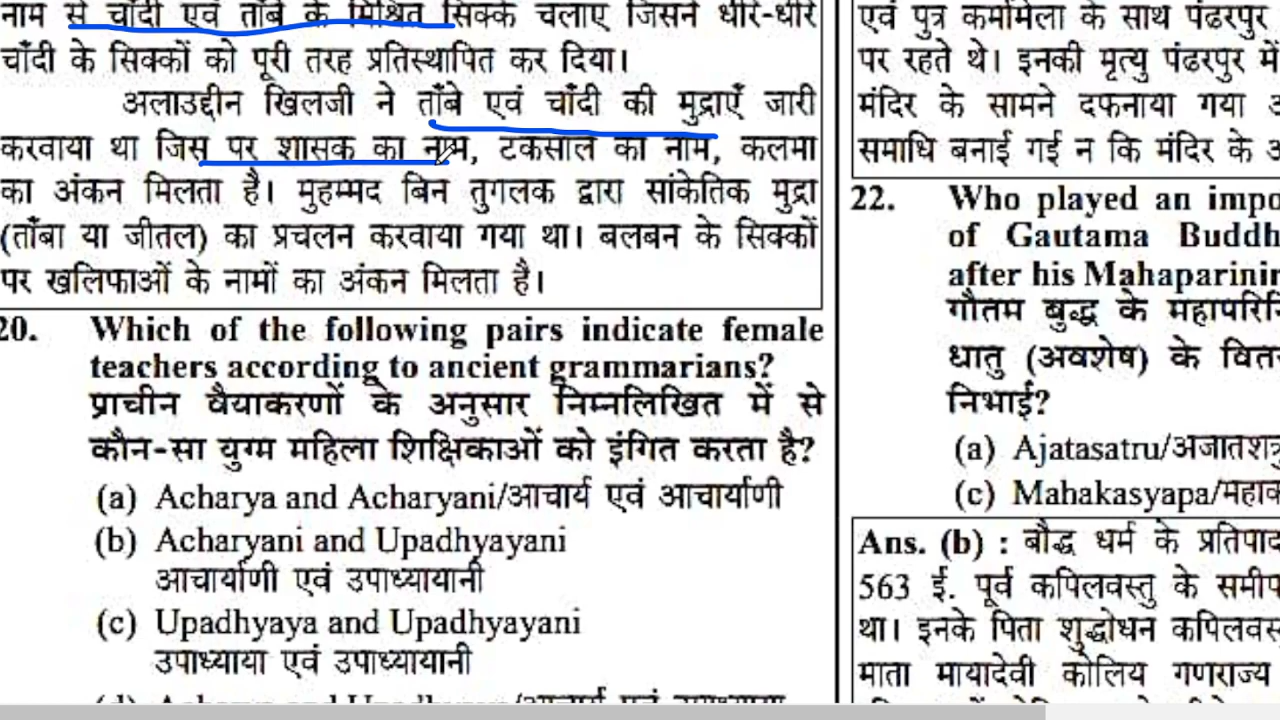 नाम से चाँदी एवं ताँबे के मिश्रित सिक्के चलाए जिसने धीरे-धीरे
चाँदी के सिक्कों को पूरी तरह प्रतिस्थापित कर दिया।
अलाउद्दीन खिलजी ने ताँबे एवं चाँदी की मुद्राएँ जारी
करवाया था जिस पर शासक का नाम, टकसाल का नाम, कलमा
का अंकन मिलता है। मुहम्मद बिन तुगलक द्वारा सांकेतिक मुद्रा
(ताँबा या जीतल) का प्रचलन करवाया गया था। बलबन के सिक्कों
पर खलिफाओं के नामों का अंकन मिलता है।
20. Which of the following pairs indicate female
teachers according to ancient grammarians?
प्राचीन वैयाकरणों के अनुसार निम्नलिखित में से
कौन-सा युग्म महिला शिक्षिकाओं को इंगित करता है?
(a) Acharya and Acharyani/आचार्य एवं आचार्याणी
(b) Acharyani and Upadhyayani
आचार्याणी एवं उपाध्यायानी
(c) Upadhyaya and Upadhyayani
उपाध्याया एवं उपाध्यायानी
एवं पुत्र कर्मामेला के साथ पंढरपुर
पर रहते थे। इनकी मृत्यु पंढरपुर में
मंदिर के सामने दफनाया गया
समाधि बनाई गई न कि मंदिर के
22. Who played an impo
of Gautama Buddh
after his Mahaparinir
गौतम बुद्ध के महापरिनि
धातु (अवशेष) के वित
निभाई?
(a) Ajatasatru/अजातशत्रु
(c) Mahakasyapa/महाक
Ans. (b) : बौद्ध धर्म के प्रतिपाद
563 ई. पूर्व कपिलवस्तु के समीप
था। इनके पिता शुद्धोधन कपिलवस्
माता मायादेवी कोलिय गणराज्य